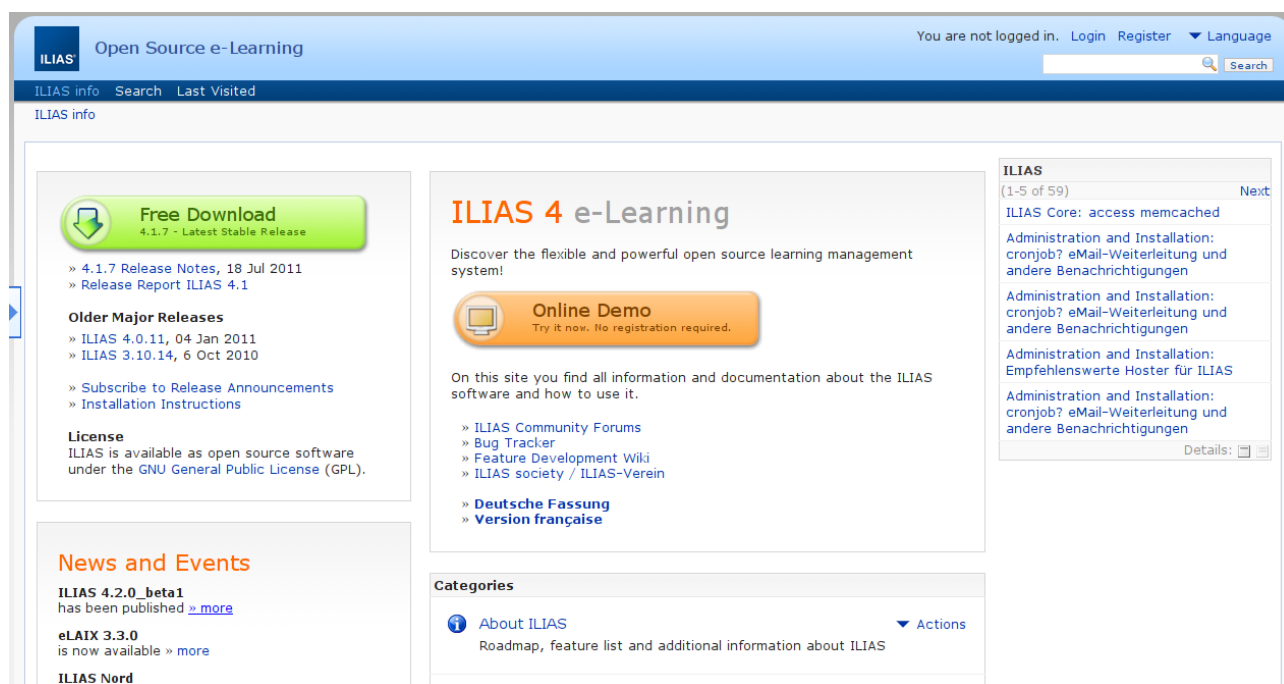 ILIAS
Open Source e-Learning
You are not logged in. Login Register Language
Search
ILIAS info Search Last Visited
ILIAS info
Free Download
4.1.7 - Latest Stable Release
» 4.1.7 Release Notes, 18 Jul 2011
» Release Report ILIAS 4.1
Older Major Releases
» ILIAS 4.0.11, 04 Jan 2011
» ILIAS 3.10.14, 6 Oct 2010
» Subscribe to Release Announcements
» Installation Instructions
License
ILIAS is available as open source software
under the GNU General Public License (GPL).
News and Events
ILIAS 4.2.0_beta1
has been published » more
eLAIX 3.3.0
is now available » more
ILIAS Nord
ILIAS 4 e-Learning
Discover the flexible and powerful open source learning management
system!
Online Demo
Try it now. No registration required.
On this site you find all information and documentation about the ILIAS
software and how to use it.
» ILIAS Community Forums
» Bug Tracker
» Feature Development Wiki
» ILIAS society / ILIAS-Verein
» Deutsche Fassung
» Version française
Categories
About ILIAS Actions
Roadmap, feature list and additional information about ILIAS
ILIAS
(1-5 of 59) Next
ILIAS Core: access memcached
Administration and Installation:
cronjob? eMail-Weiterleitung und
andere Benachrichtigungen
Administration and Installation:
cronjob? eMail-Weiterleitung und
andere Benachrichtigungen
Administration and Installation:
Empfehlenswerte Hoster für ILIAS
Administration and Installation:
cronjob? eMail-Weiterleitung und
andere Benachrichtigungen
Details: